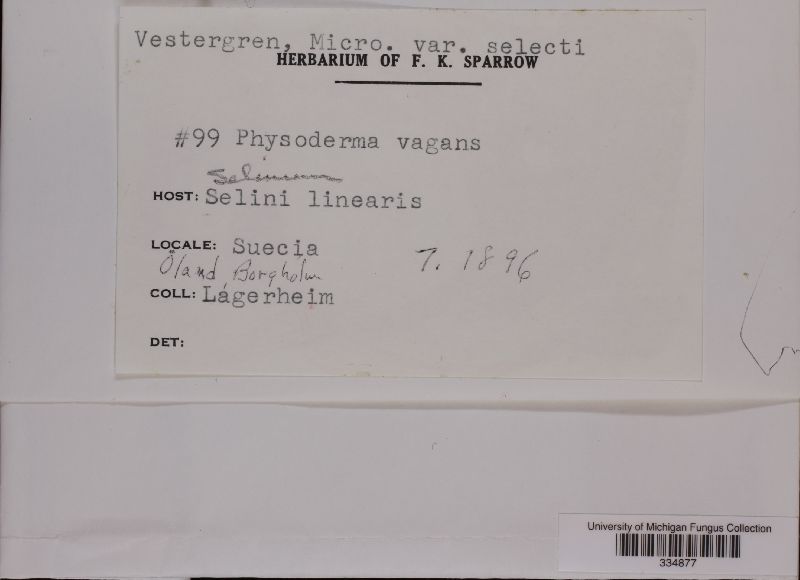 Vestergren, Micro. var. selecti
HERBARIUM OF F. K. SPARROW
#99 Physoderma vagans
Selinum
HOST: Selini linearis
LOCALE: Suecia
Öland Borgholm
7. 1896
COLL: Lágerheim
DET:
University of Michigan Fungus Collection
334877